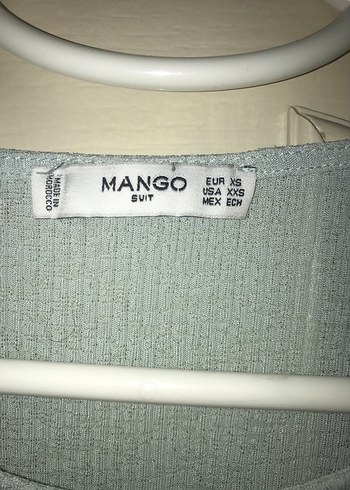 MADE IN
MOROCCO
MANGO
SUIT
EUR XS
USA XXS
MEX ECH